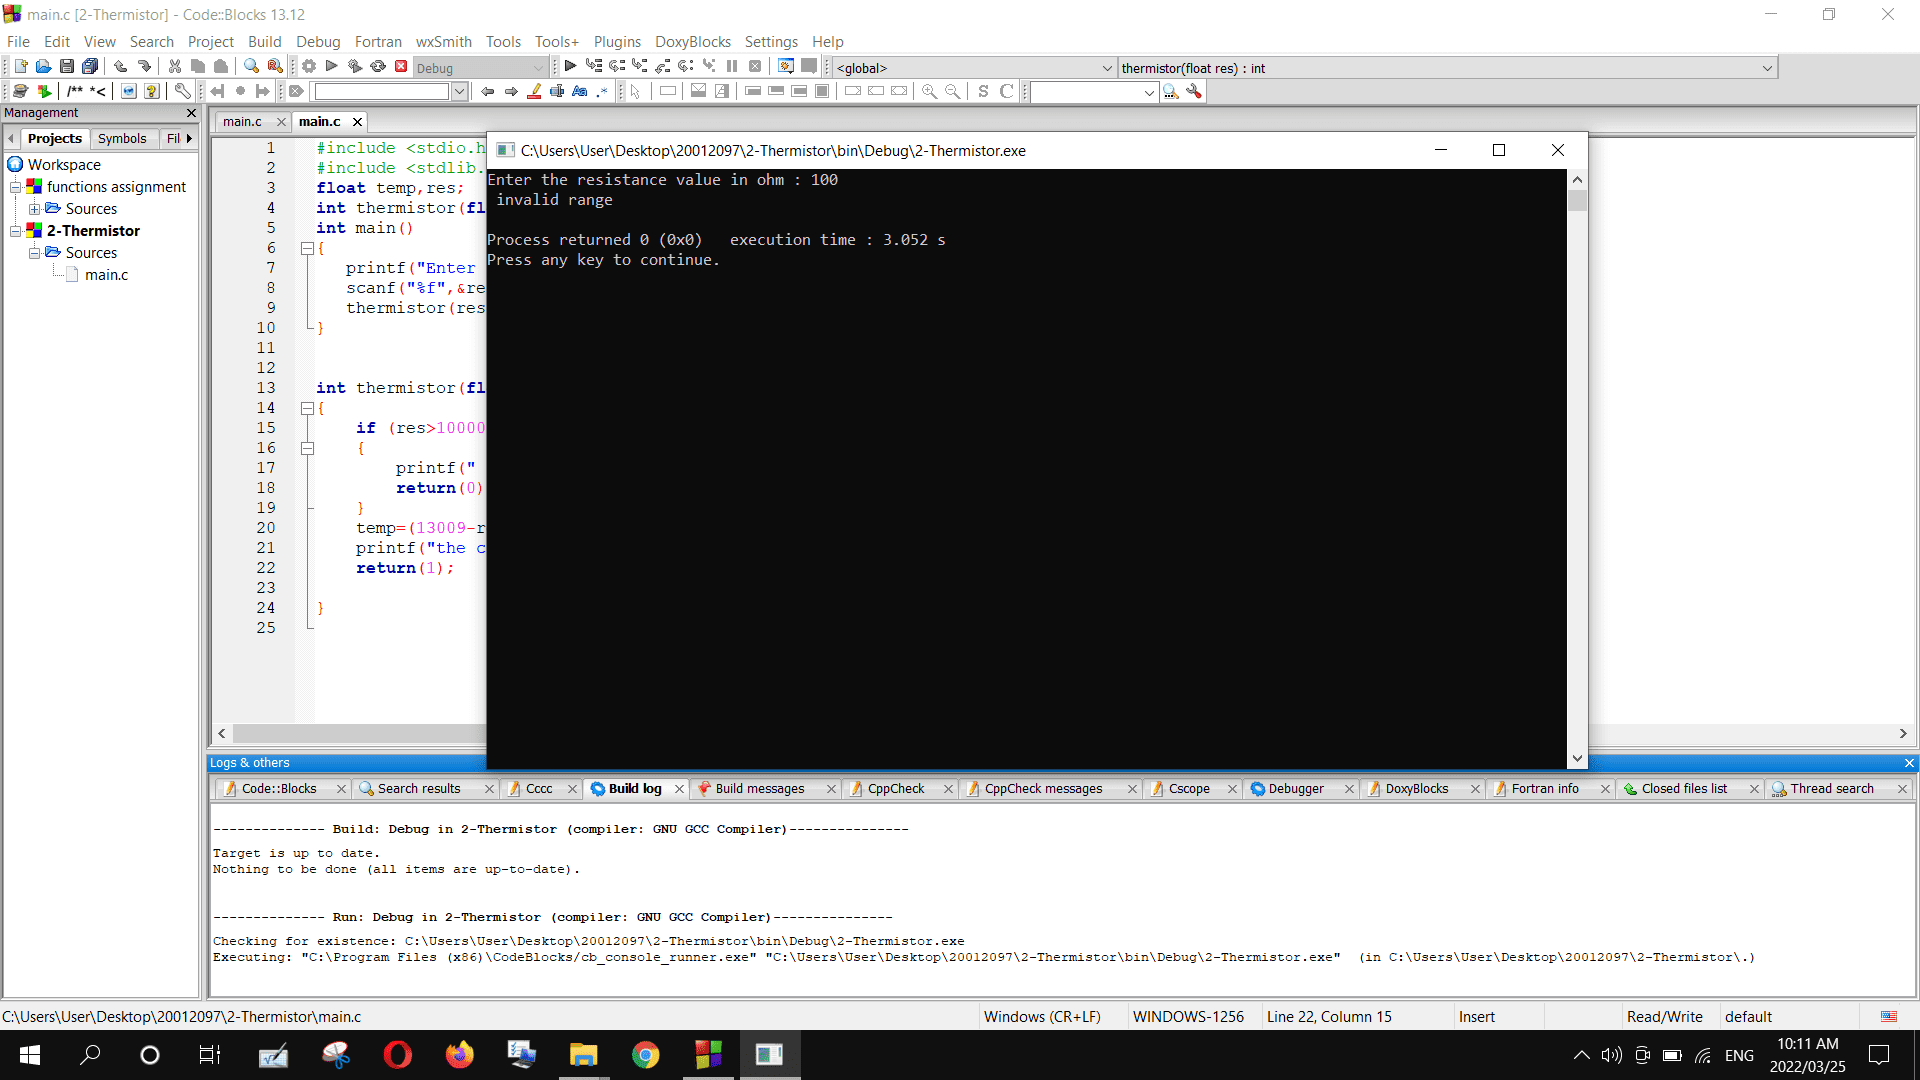 main.c [2-Thermistor] - Code::Blocks 13.12
File Edit View Search Project Build Debug Fortran wxSmith Tools Tools+ Plugins DoxyBlocks Settings Help
Debug
<global>
thermistor(float res) : int
/** *<
Aa .*
S C
Management
Projects Symbols Fil
Workspace
functions assignment
Sources
2-Thermistor
Sources
main.c
main.c main.c
1 #include <stdio.h
2 #include <stdlib.
3 float temp,res;
4 int thermistor(fl
5 int main()
6 {
7 printf("Enter
8 scanf("%f",&re
9 thermistor(res
10 }
11
12
13 int thermistor(fl
14 {
15 if (res>10000
16 {
17 printf("
18 return(0)
19 }
20 temp=(13009-r
21 printf("the c
22 return(1);
23
24 }
25
C:\Users\User\Desktop\20012097\2-Thermistor\bin\Debug\2-Thermistor.exe
Enter the resistance value in ohm : 100
invalid range
Process returned 0 (0x0)   execution time : 3.052 s
Press any key to continue.
Logs & others
Code::Blocks Search results Cccc Build log Build messages CppCheck CppCheck messages Cscope Debugger DoxyBlocks Fortran info Closed files list Thread search
-------------- Build: Debug in 2-Thermistor (compiler: GNU GCC Compiler)---------------
Target is up to date.
Nothing to be done (all items are up-to-date).
-------------- Run: Debug in 2-Thermistor (compiler: GNU GCC Compiler)---------------
Checking for existence: C:\Users\User\Desktop\20012097\2-Thermistor\bin\Debug\2-Thermistor.exe
Executing: "C:\Program Files (x86)\CodeBlocks/cb_console_runner.exe" "C:\Users\User\Desktop\20012097\2-Thermistor\bin\Debug\2-Thermistor.exe"  (in C:\Users\User\Desktop\20012097\2-Thermistor\.)
C:\Users\User\Desktop\20012097\2-Thermistor\main.c Windows (CR+LF) WINDOWS-1256 Line 22, Column 15 Insert Read/Write default
ENG
10:11 AM
2022/03/25